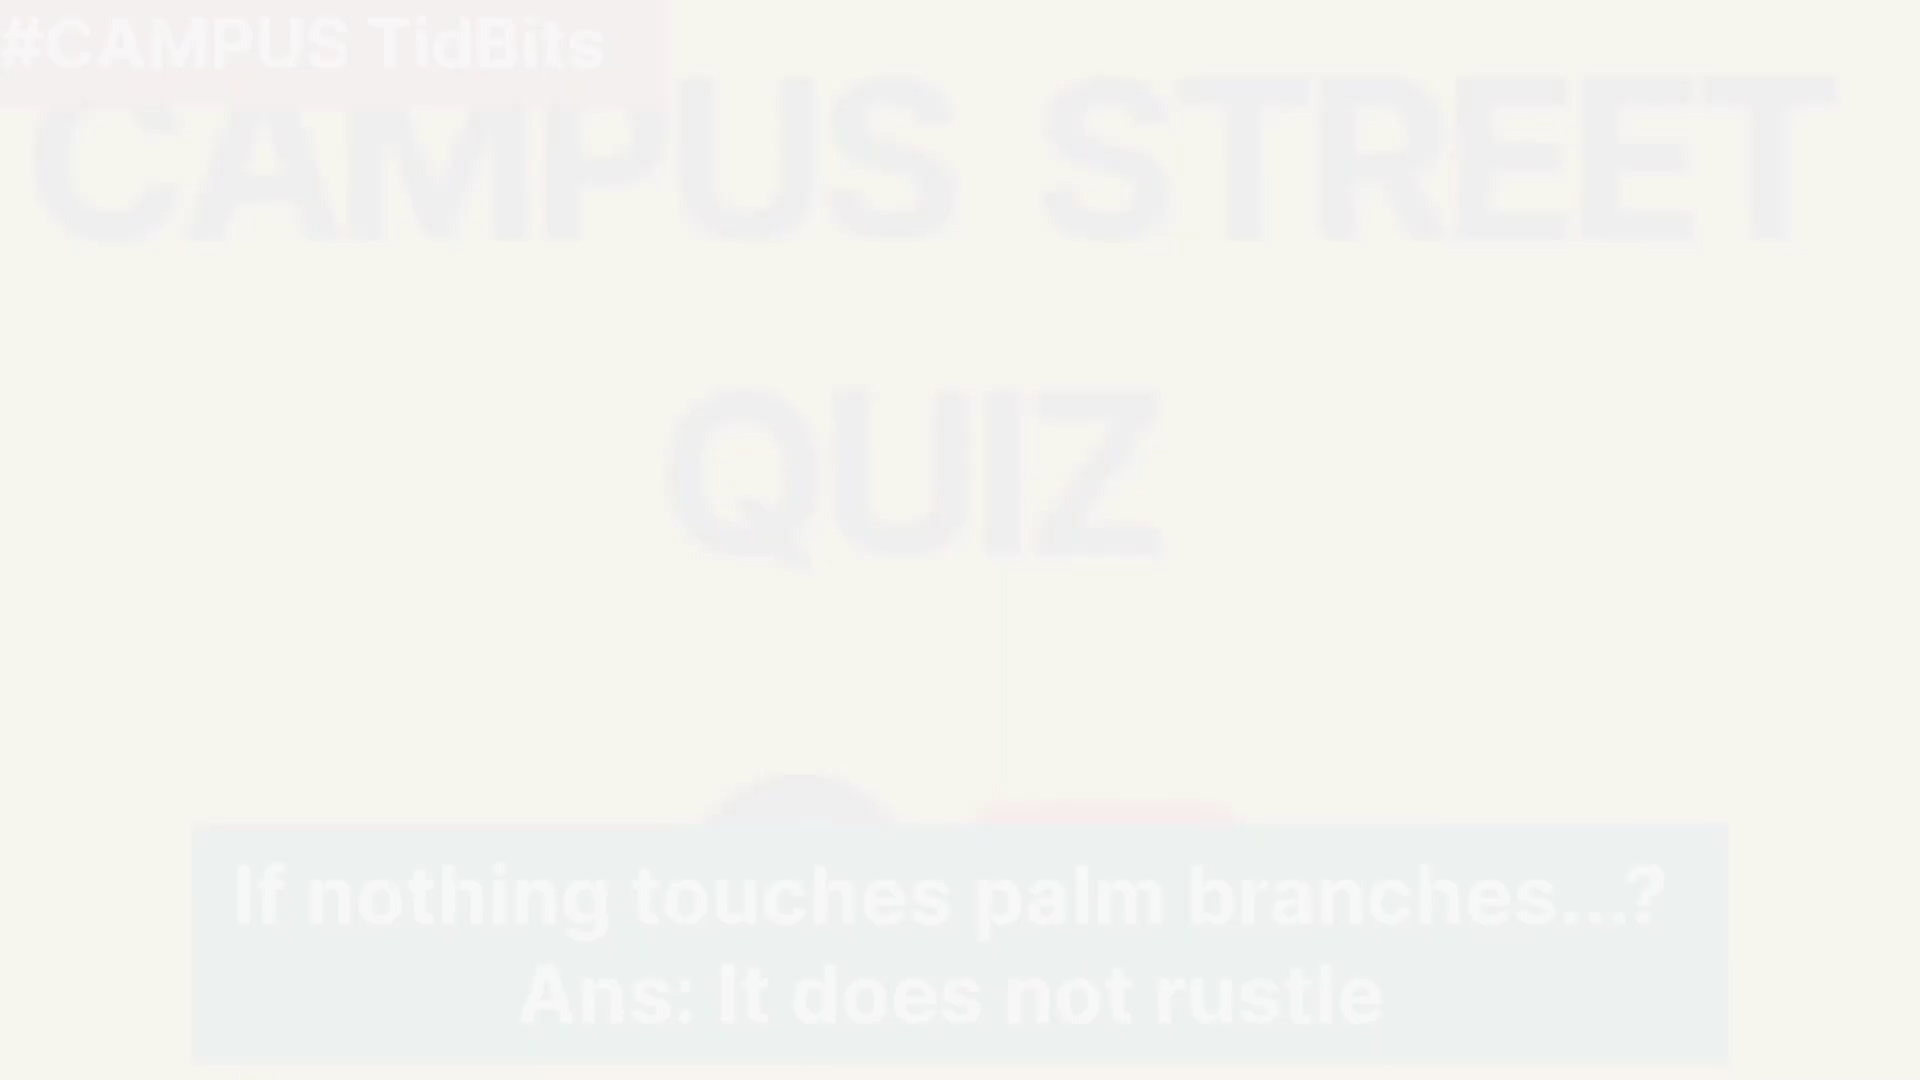 #CAMPUS TidBits
CAMPUS STREET
QUIZ
If nothing touches palm branches...?
Ans: It does not rustle